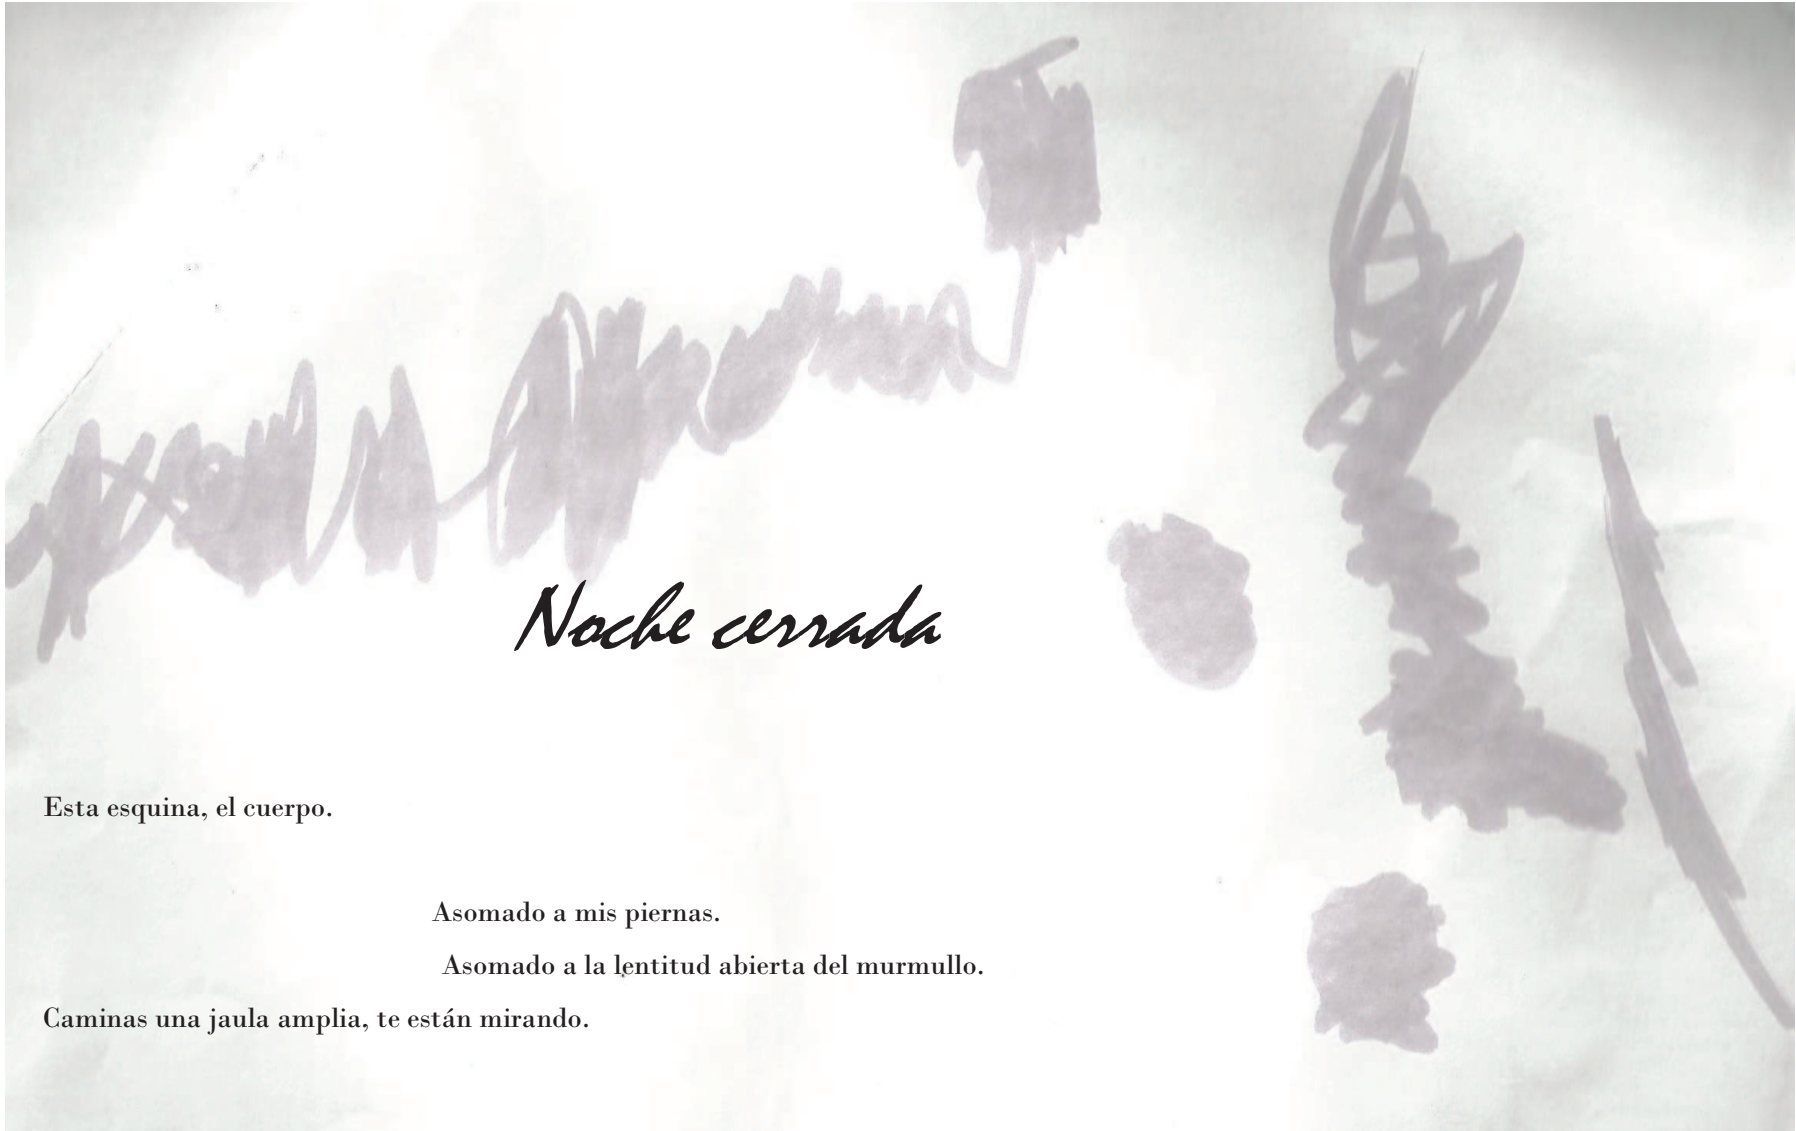 Noche cerrada
Esta esquina, el cuerpo.
Asomado a mis piernas.
Asomado a la lentitud abierta del murmullo.
Caminas una jaula amplia, te están mirando.